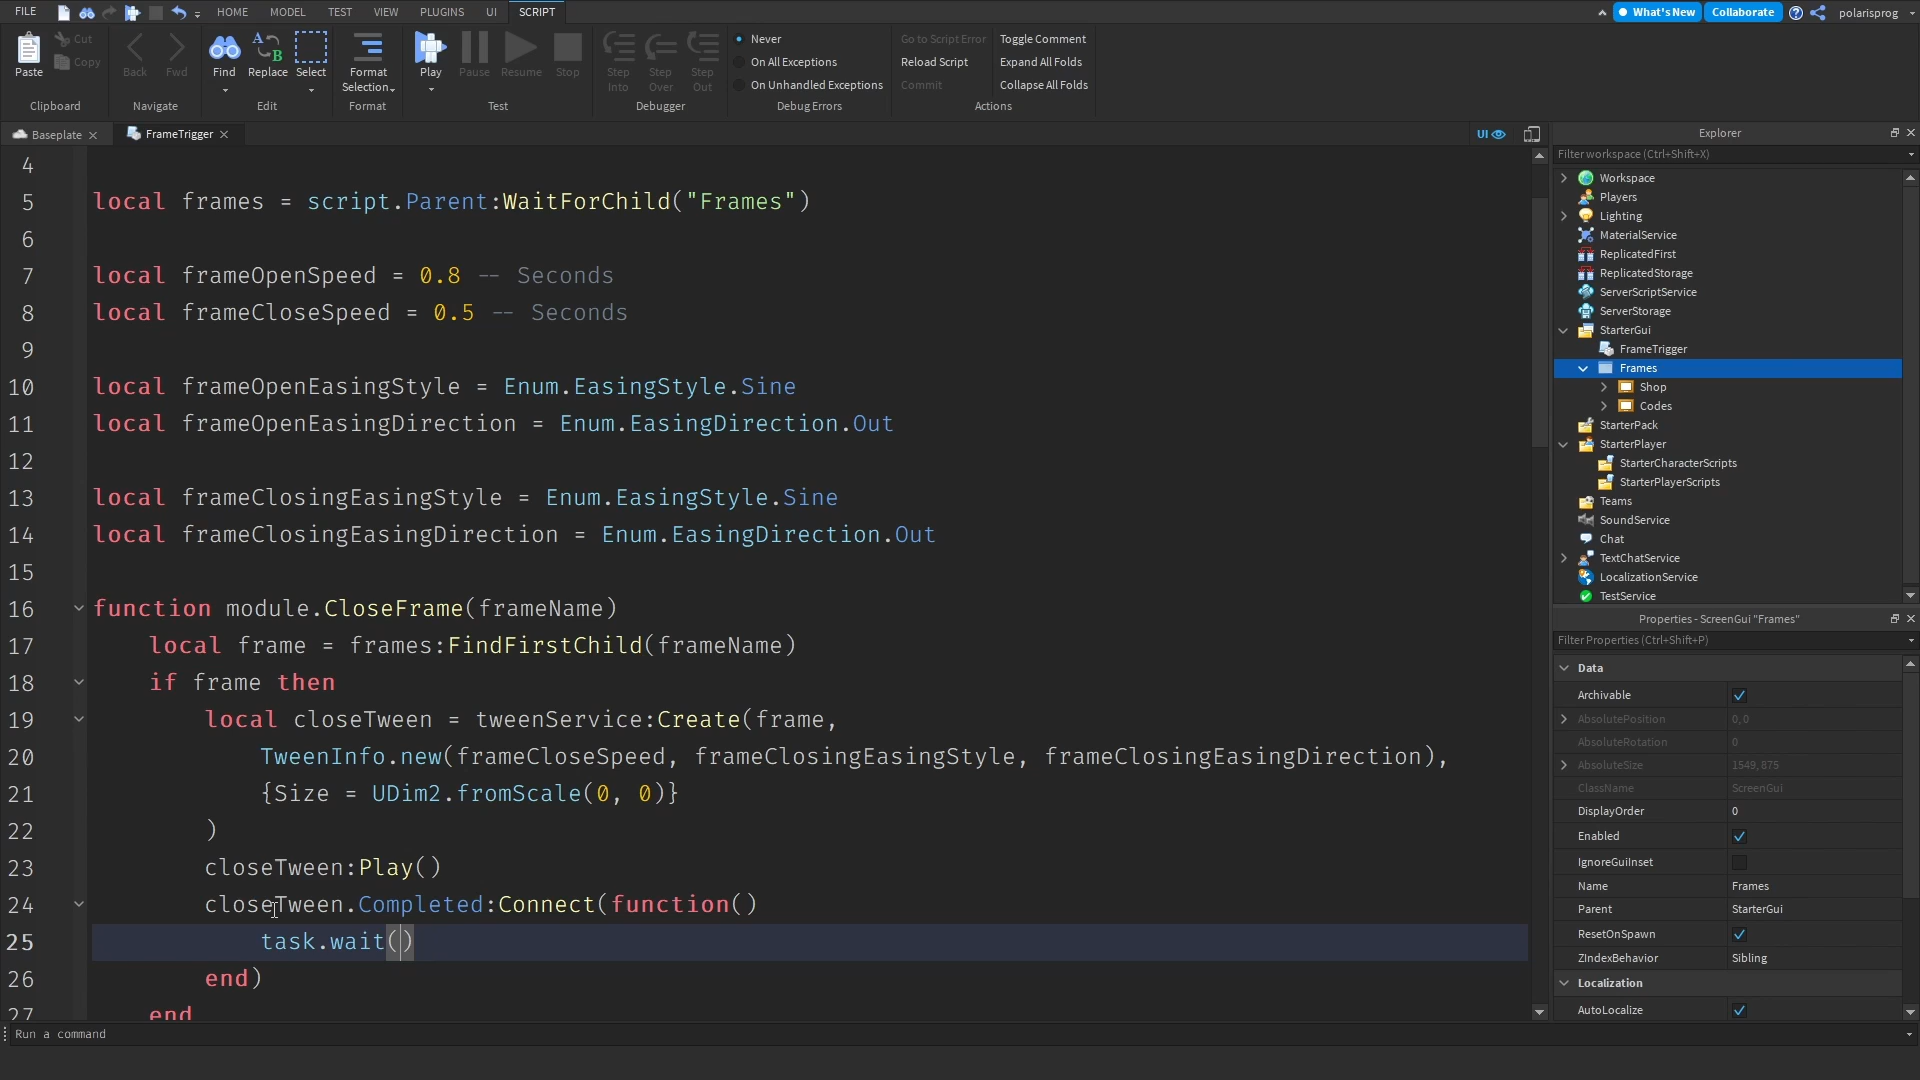 FILE
HOME
MODEL
TEST
VIEW
PLUGINS
UI
SCRIPT
What's New
Collaborate
polarisprog
Paste
Cut
Copy
Clipboard
Back
Fwd
Navigate
Find
Replace
Select
Edit
Format
Selection
Format
Play
Pause
Resume
Stop
Test
Step
Into
Step
Over
Step
Out
Debugger
Never
On All Exceptions
On Unhandled Exceptions
Debug Errors
Go to Script Error
Reload Script
Commit
Toggle Comment
Expand All Folds
Collapse All Folds
Actions
Baseplate
FrameTrigger
UI
4
5 local frames = script.Parent:WaitForChild("Frames")
6
7 local frameOpenSpeed = 0.8 -- Seconds
8 local frameCloseSpeed = 0.5 -- Seconds
9
10 local frameOpenEasingStyle = Enum.EasingStyle.Sine
11 local frameOpenEasingDirection = Enum.EasingDirection.Out
12
13 local frameClosingEasingStyle = Enum.EasingStyle.Sine
14 local frameClosingEasingDirection = Enum.EasingDirection.Out
15
16 function module.CloseFrame(frameName)
17 local frame = frames:FindFirstChild(frameName)
18 if frame then
19 local closeTween = tweenService:Create(frame,
20 TweenInfo.new(frameCloseSpeed, frameClosingEasingStyle, frameClosingEasingDirection),
21 {Size = UDim2.fromScale(0, 0)}
22 )
23 closeTween:Play()
24 closeTween.Completed:Connect(function()
25 task.wait()
26 end)
27 end
Run a command
Explorer
Filter workspace (Ctrl+Shift+X)
Workspace
Players
Lighting
MaterialService
ReplicatedFirst
ReplicatedStorage
ServerScriptService
ServerStorage
StarterGui
FrameTrigger
Frames
Shop
Codes
StarterPack
StarterPlayer
StarterCharacterScripts
StarterPlayerScripts
Teams
SoundService
Chat
TextChatService
LocalizationService
TestService
Properties - ScreenGui "Frames"
Filter Properties (Ctrl+Shift+P)
Data
Archivable
AbsolutePosition 0, 0
AbsoluteRotation 0
AbsoluteSize 1549, 875
ClassName ScreenGui
DisplayOrder 0
Enabled
IgnoreGuiInset
Name Frames
Parent StarterGui
ResetOnSpawn
ZIndexBehavior Sibling
Localization
AutoLocalize